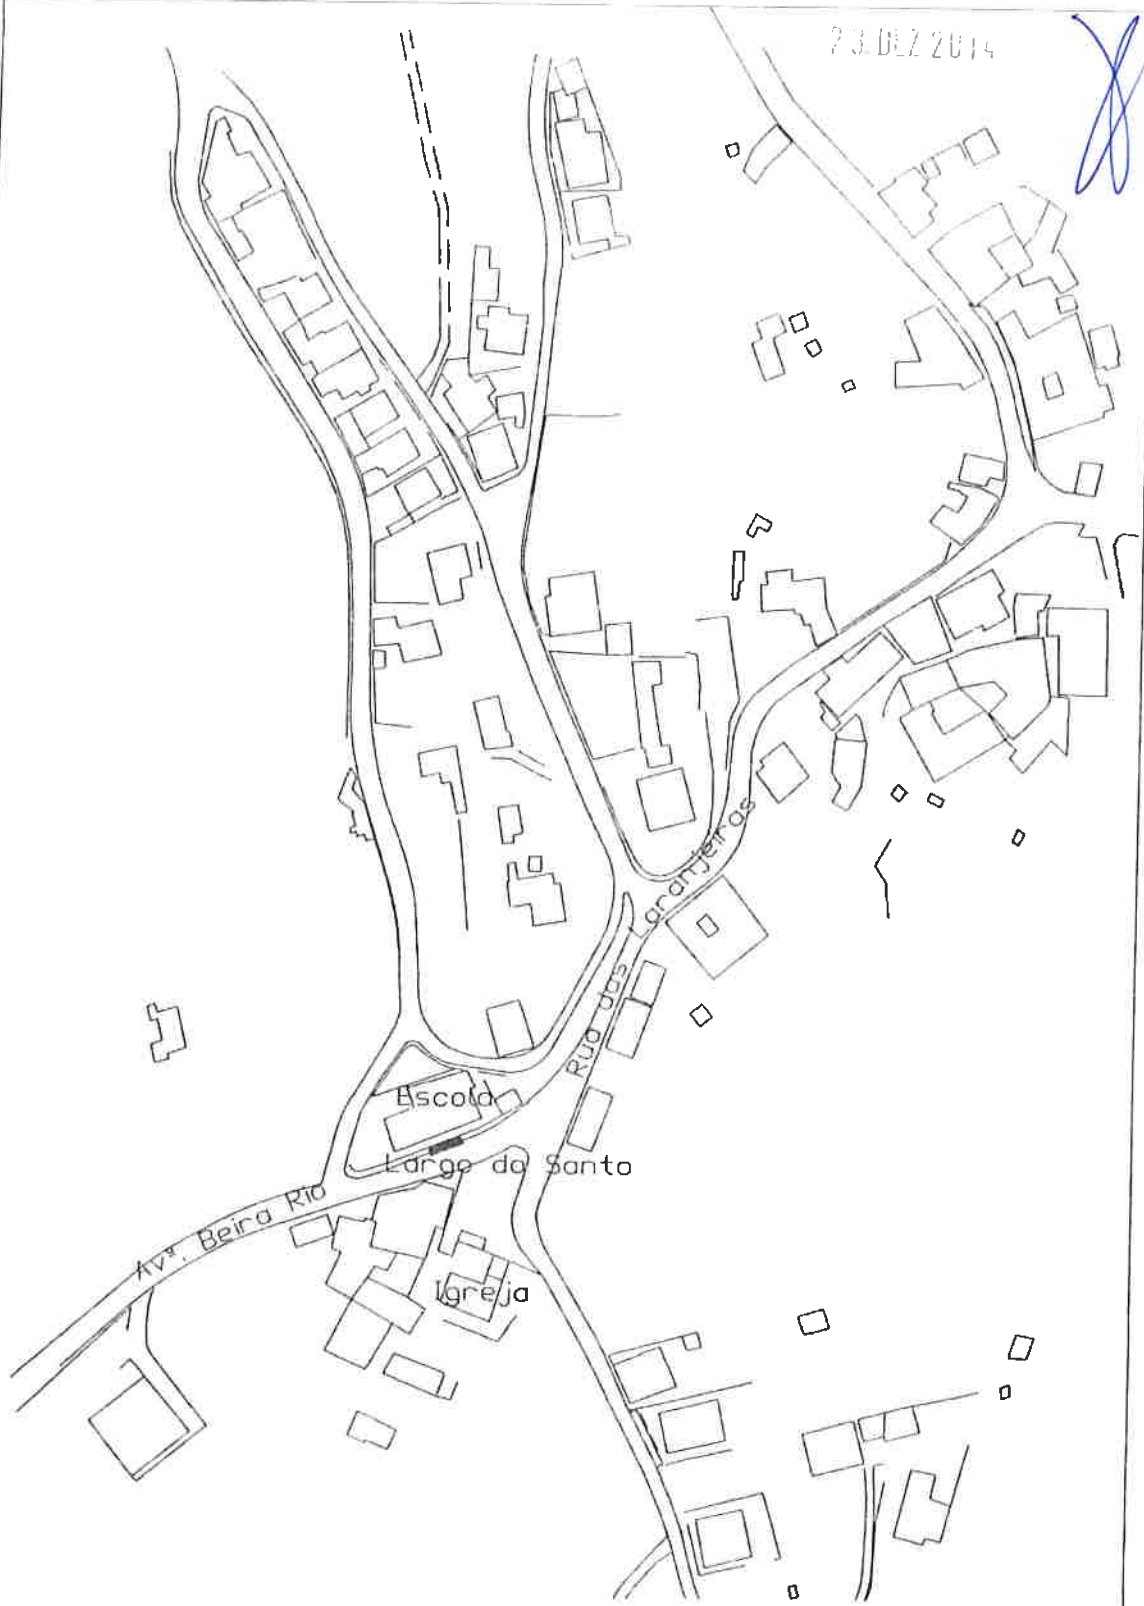 23. DEZ 2014
Rua das Laranjeiras
Escola
Largo do Santo
Avª. Beira Rio
Igreja